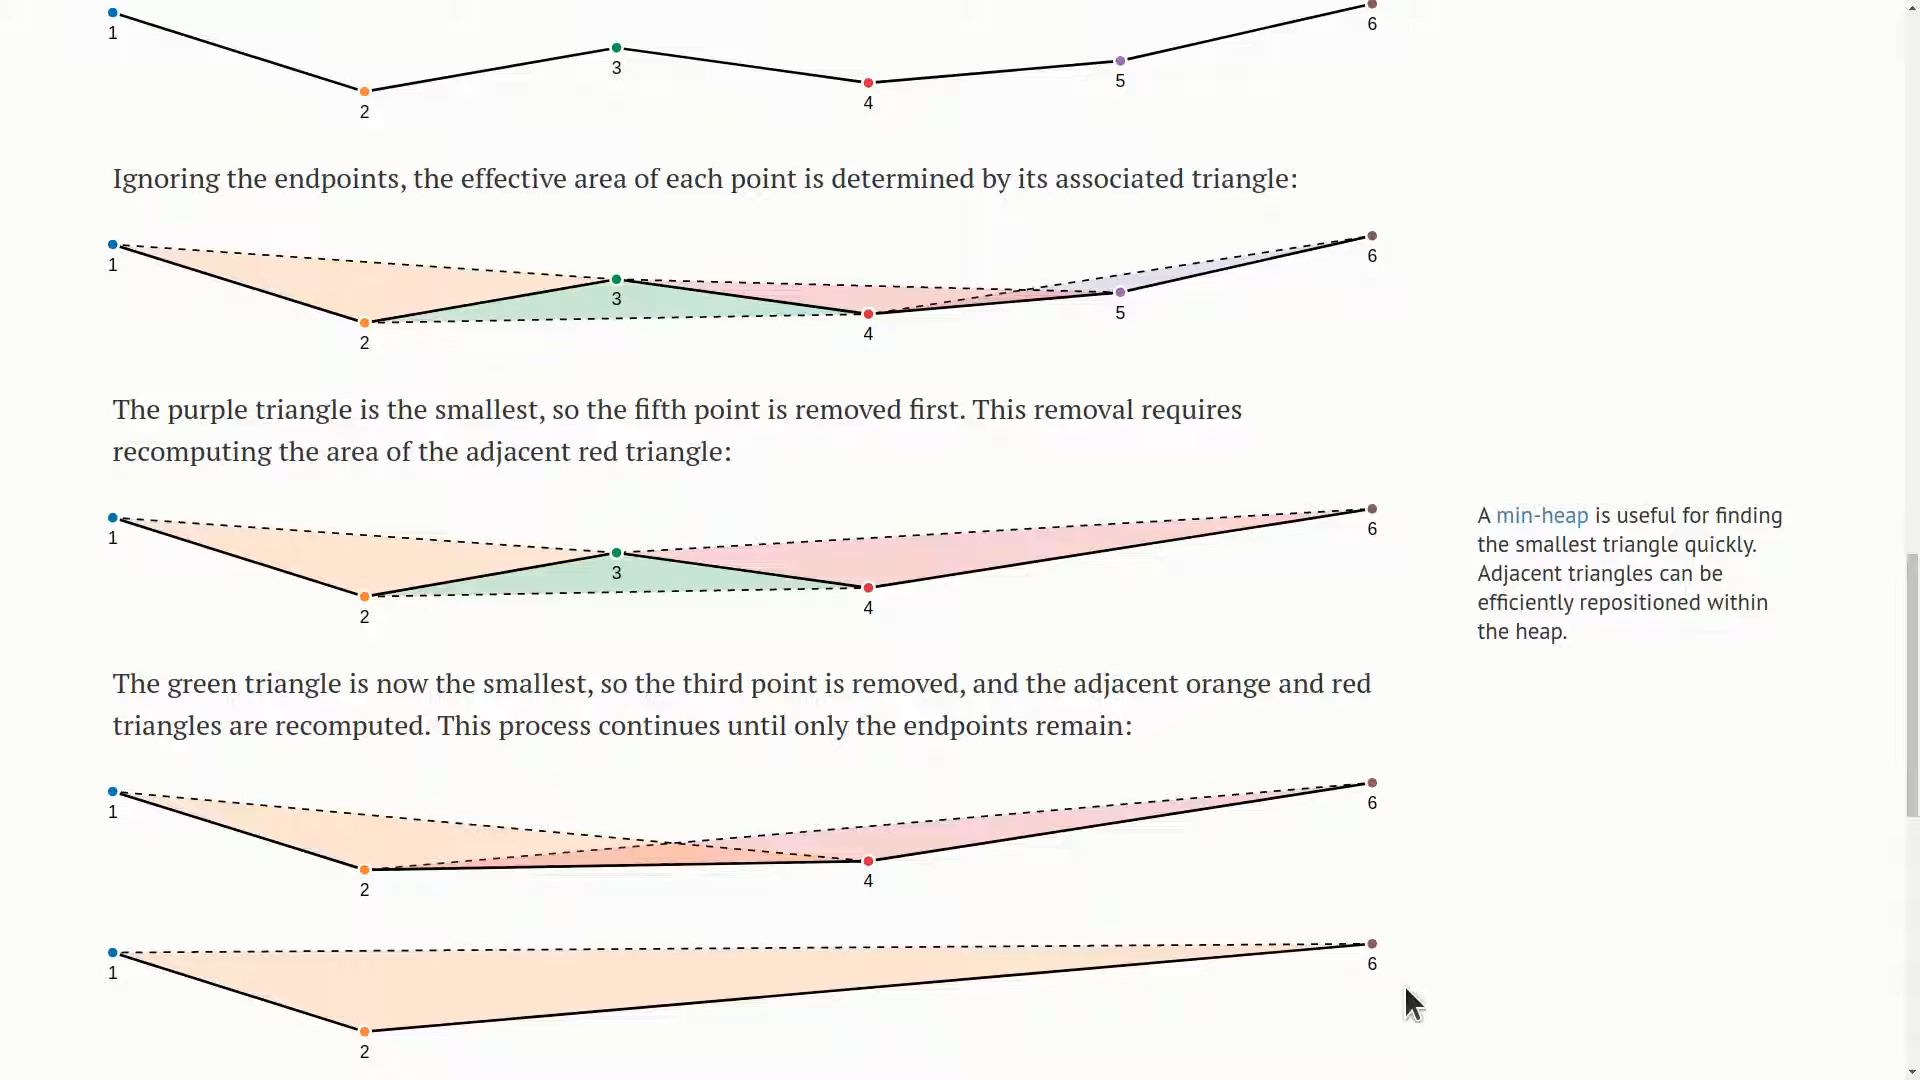 1
2
3
4
5
6
Ignoring the endpoints, the effective area of each point is determined by its associated triangle:
1
2
3
4
5
6
The purple triangle is the smallest, so the fifth point is removed first. This removal requires
recomputing the area of the adjacent red triangle:
1
2
3
4
6
A min-heap is useful for finding
the smallest triangle quickly.
Adjacent triangles can be
efficiently repositioned within
the heap.
The green triangle is now the smallest, so the third point is removed, and the adjacent orange and red
triangles are recomputed. This process continues until only the endpoints remain:
1
2
4
6
1
2
6